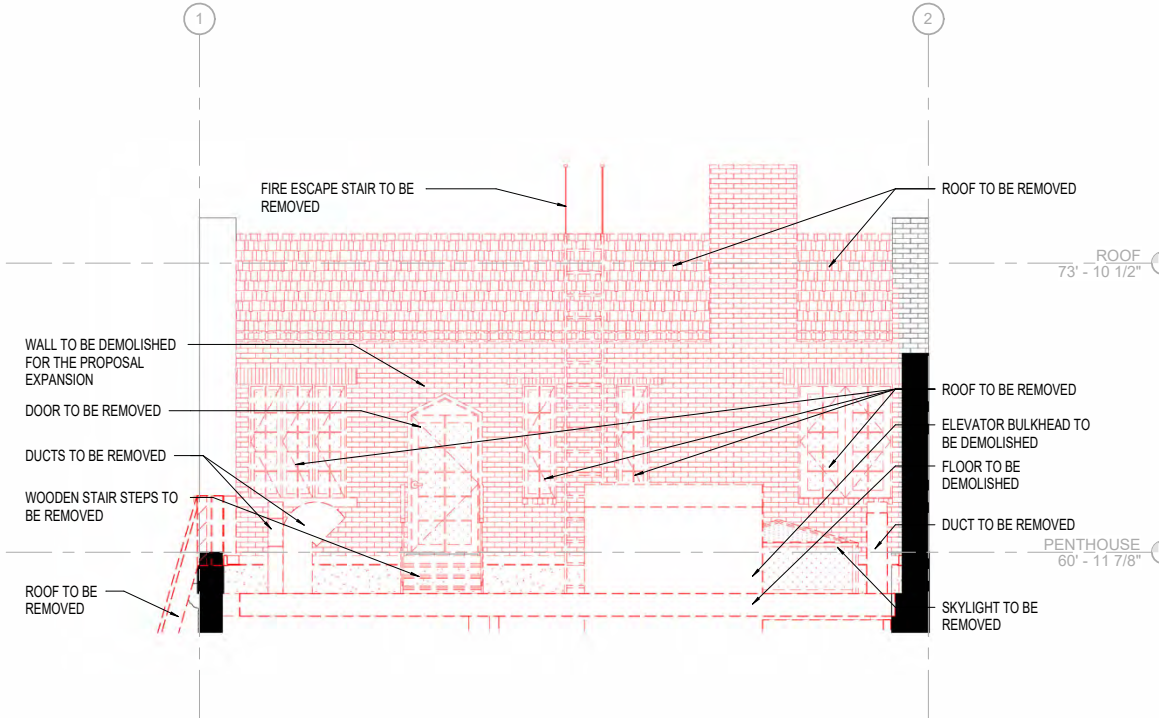 1
2
FIRE ESCAPE STAIR TO BE
REMOVED
ROOF TO BE REMOVED
ROOF
73' - 10 1/2"
WALL TO BE DEMOLISHED
FOR THE PROPOSAL
EXPANSION
DOOR TO BE REMOVED
DUCTS TO BE REMOVED
WOODEN STAIR STEPS TO
BE REMOVED
ROOF TO BE
REMOVED
ROOF TO BE REMOVED
ELEVATOR BULKHEAD TO
BE DEMOLISHED
FLOOR TO BE
DEMOLISHED
DUCT TO BE REMOVED
PENTHOUSE
60' - 11 7/8"
SKYLIGHT TO BE
REMOVED